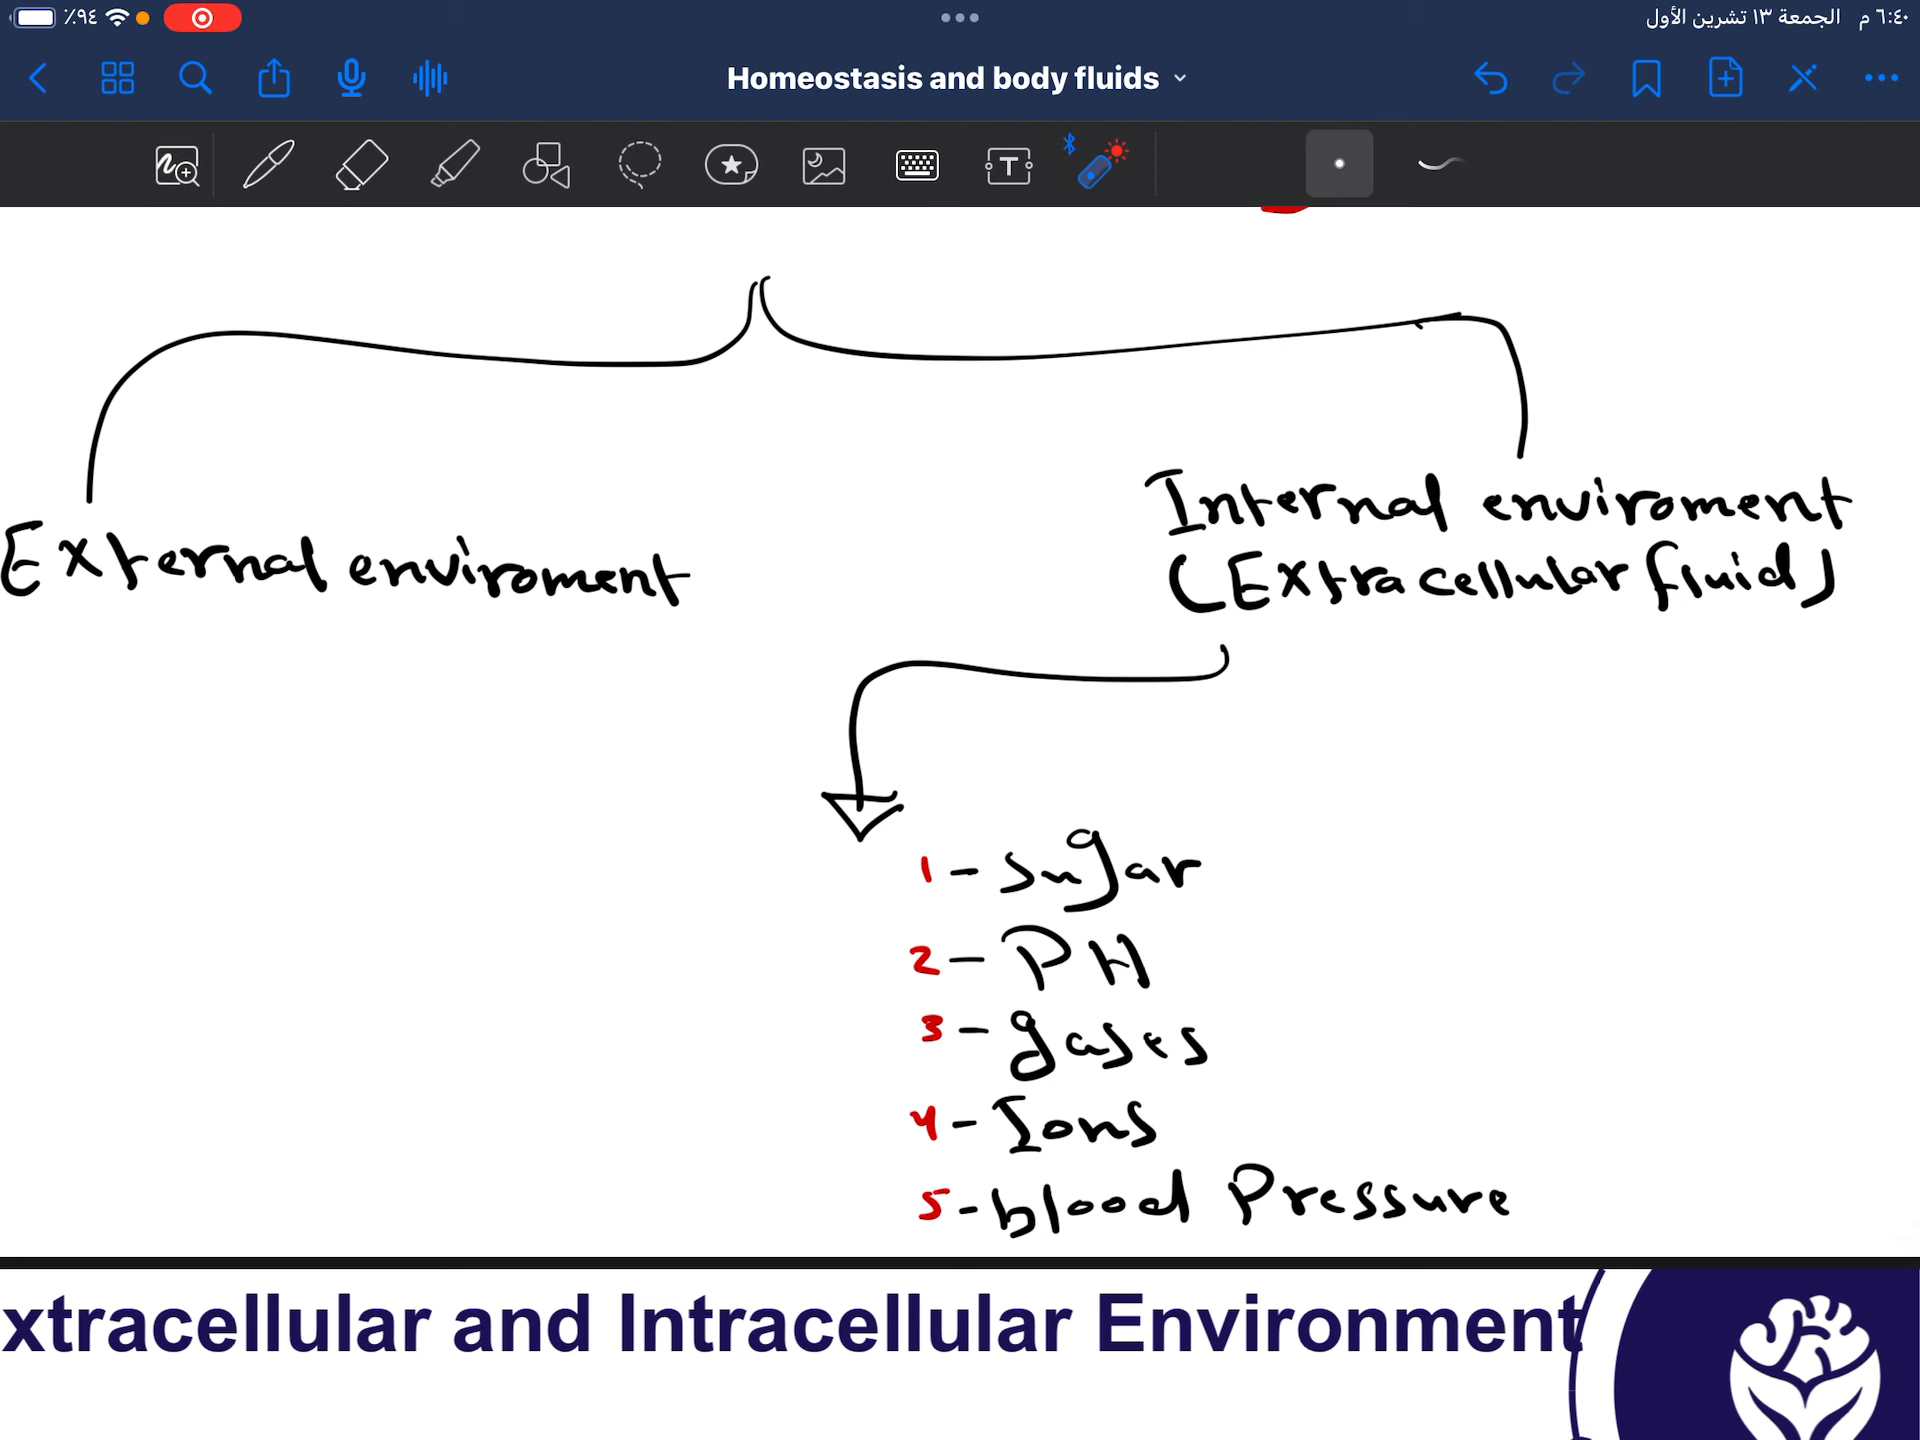 ٪٩٤
الجمعة ١٣ تشرين الأول ٦:٤٠ م
Homeostasis and body fluids
T
External enviroment
Internal enviroment
(Extracellular fluid)
1 - sugar
2 - PH
3 - gases
4 - Ions
5 - blood Pressure
xtracellular and Intracellular Environment